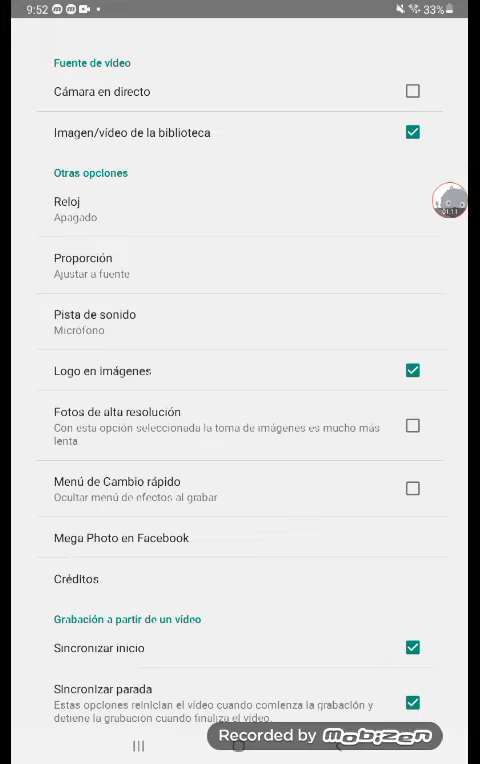 9:52
33%
Fuente de vídeo
Cámara en directo
Imagen/vídeo de la biblioteca
Otras opciones
Reloj
Apagado
01:11
Proporción
Ajustar a fuente
Pista de sonido
Micrófono
Logo en imágenes
Fotos de alta resolución
Con esta opción seleccionada la toma de imágenes es mucho más
lenta
Menú de Cambio rápido
Ocultar menú de efectos al grabar
Mega Photo en Facebook
Créditos
Grabación a partir de un vídeo
Sincronizar inicio
Sincronizar parada
Estas opciones reinician el vídeo cuando comienza la grabación y
detiene la grabación cuando finaliza el vídeo.
Recorded by Mobizen